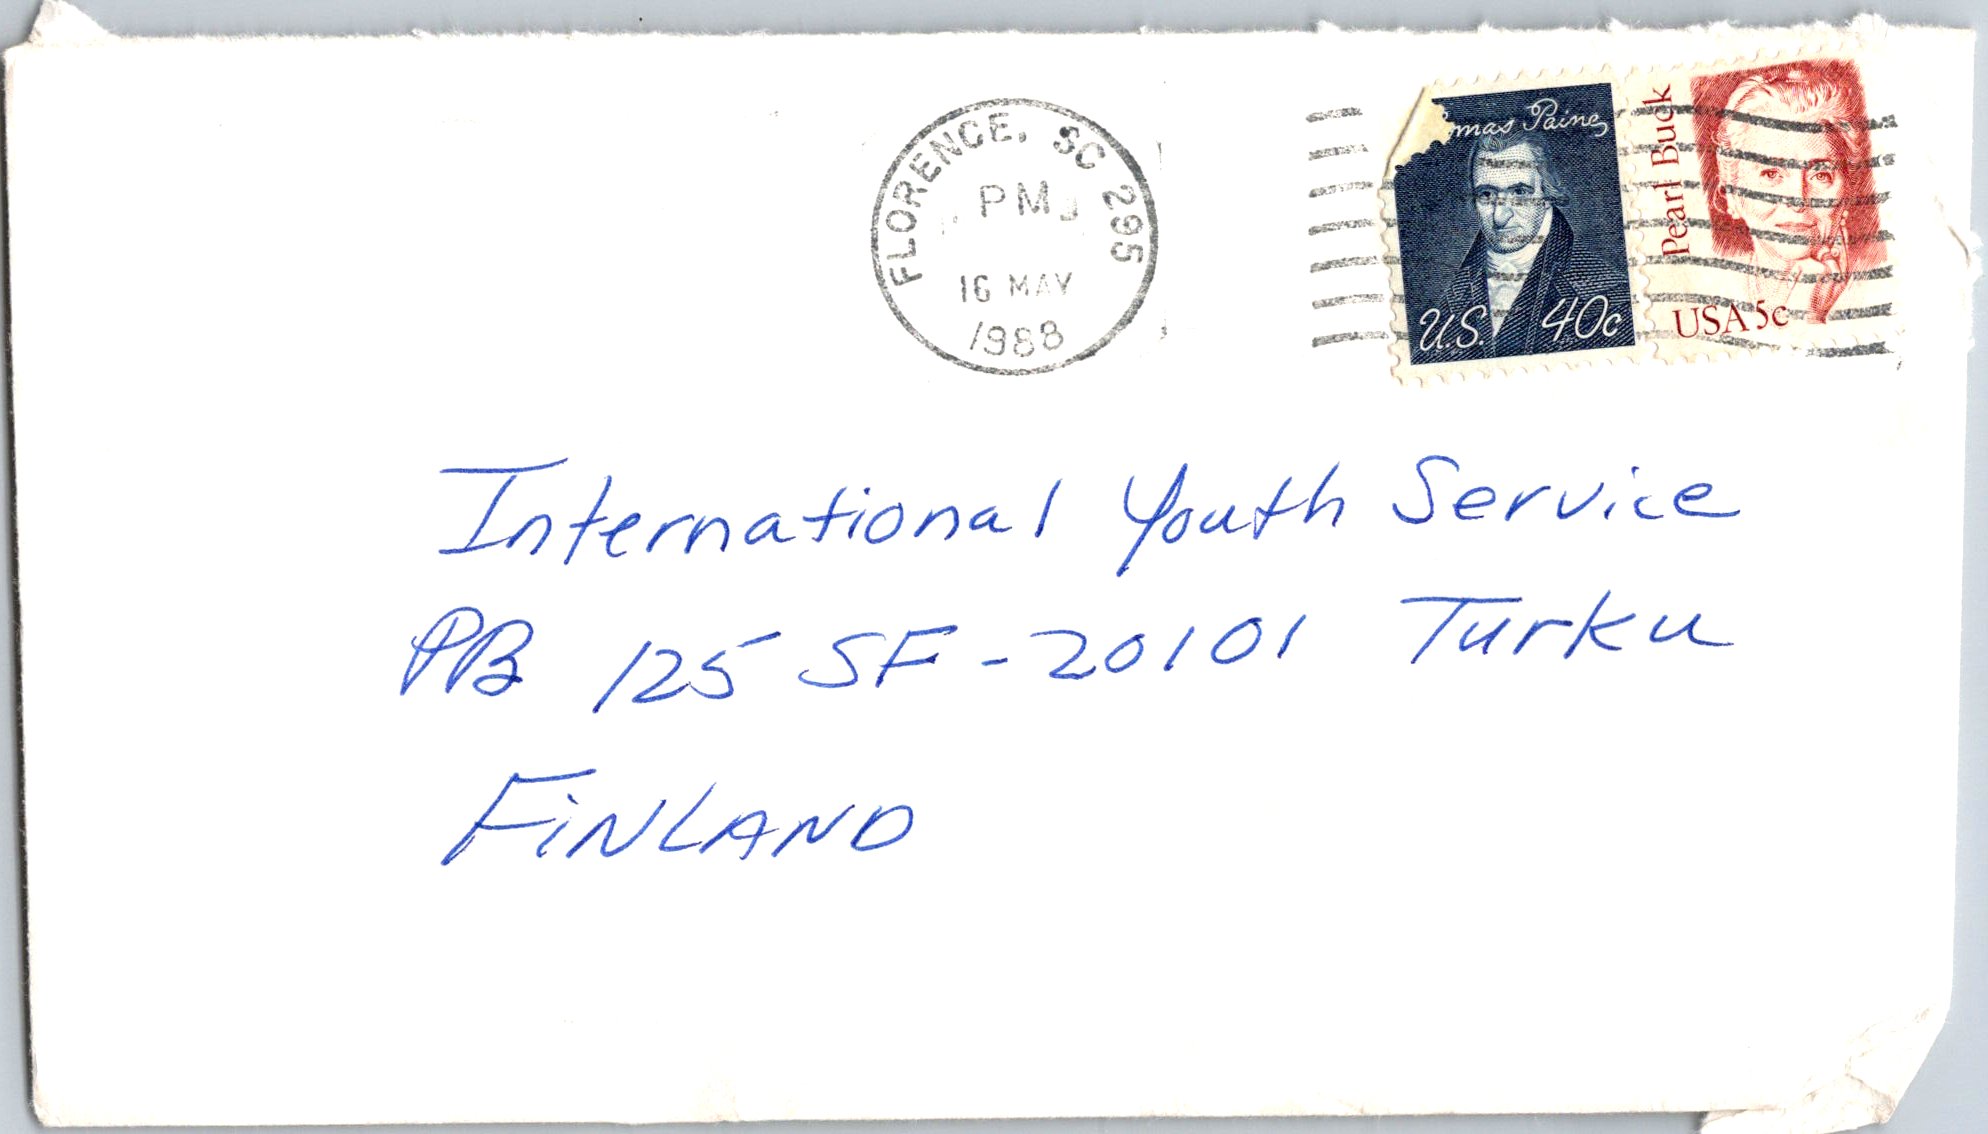 FLORENCE, SC 295
PM
16 MAY
1988
mas Paine
U.S. 40c
Pearl Buck
USA 5c
International Youth Service
PB 125 SF-20101 Turku
FINLAND